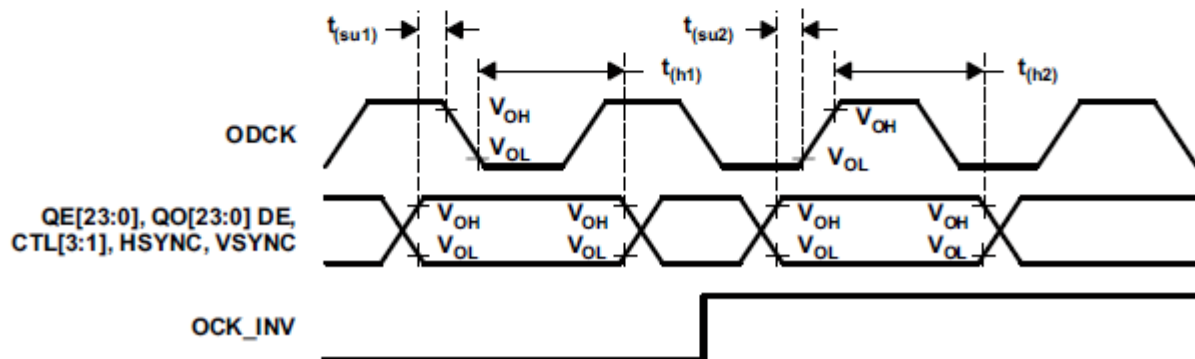 t(su1)
t(su2)
t(h1)
t(h2)
VOH
VOH
ODCK
VOL
VOL
QE[23:0], QO[23:0] DE,
CTL[3:1], HSYNC, VSYNC
VOH
VOH
VOH
VOH
VOL
VOL
VOL
VOL
OCK_INV